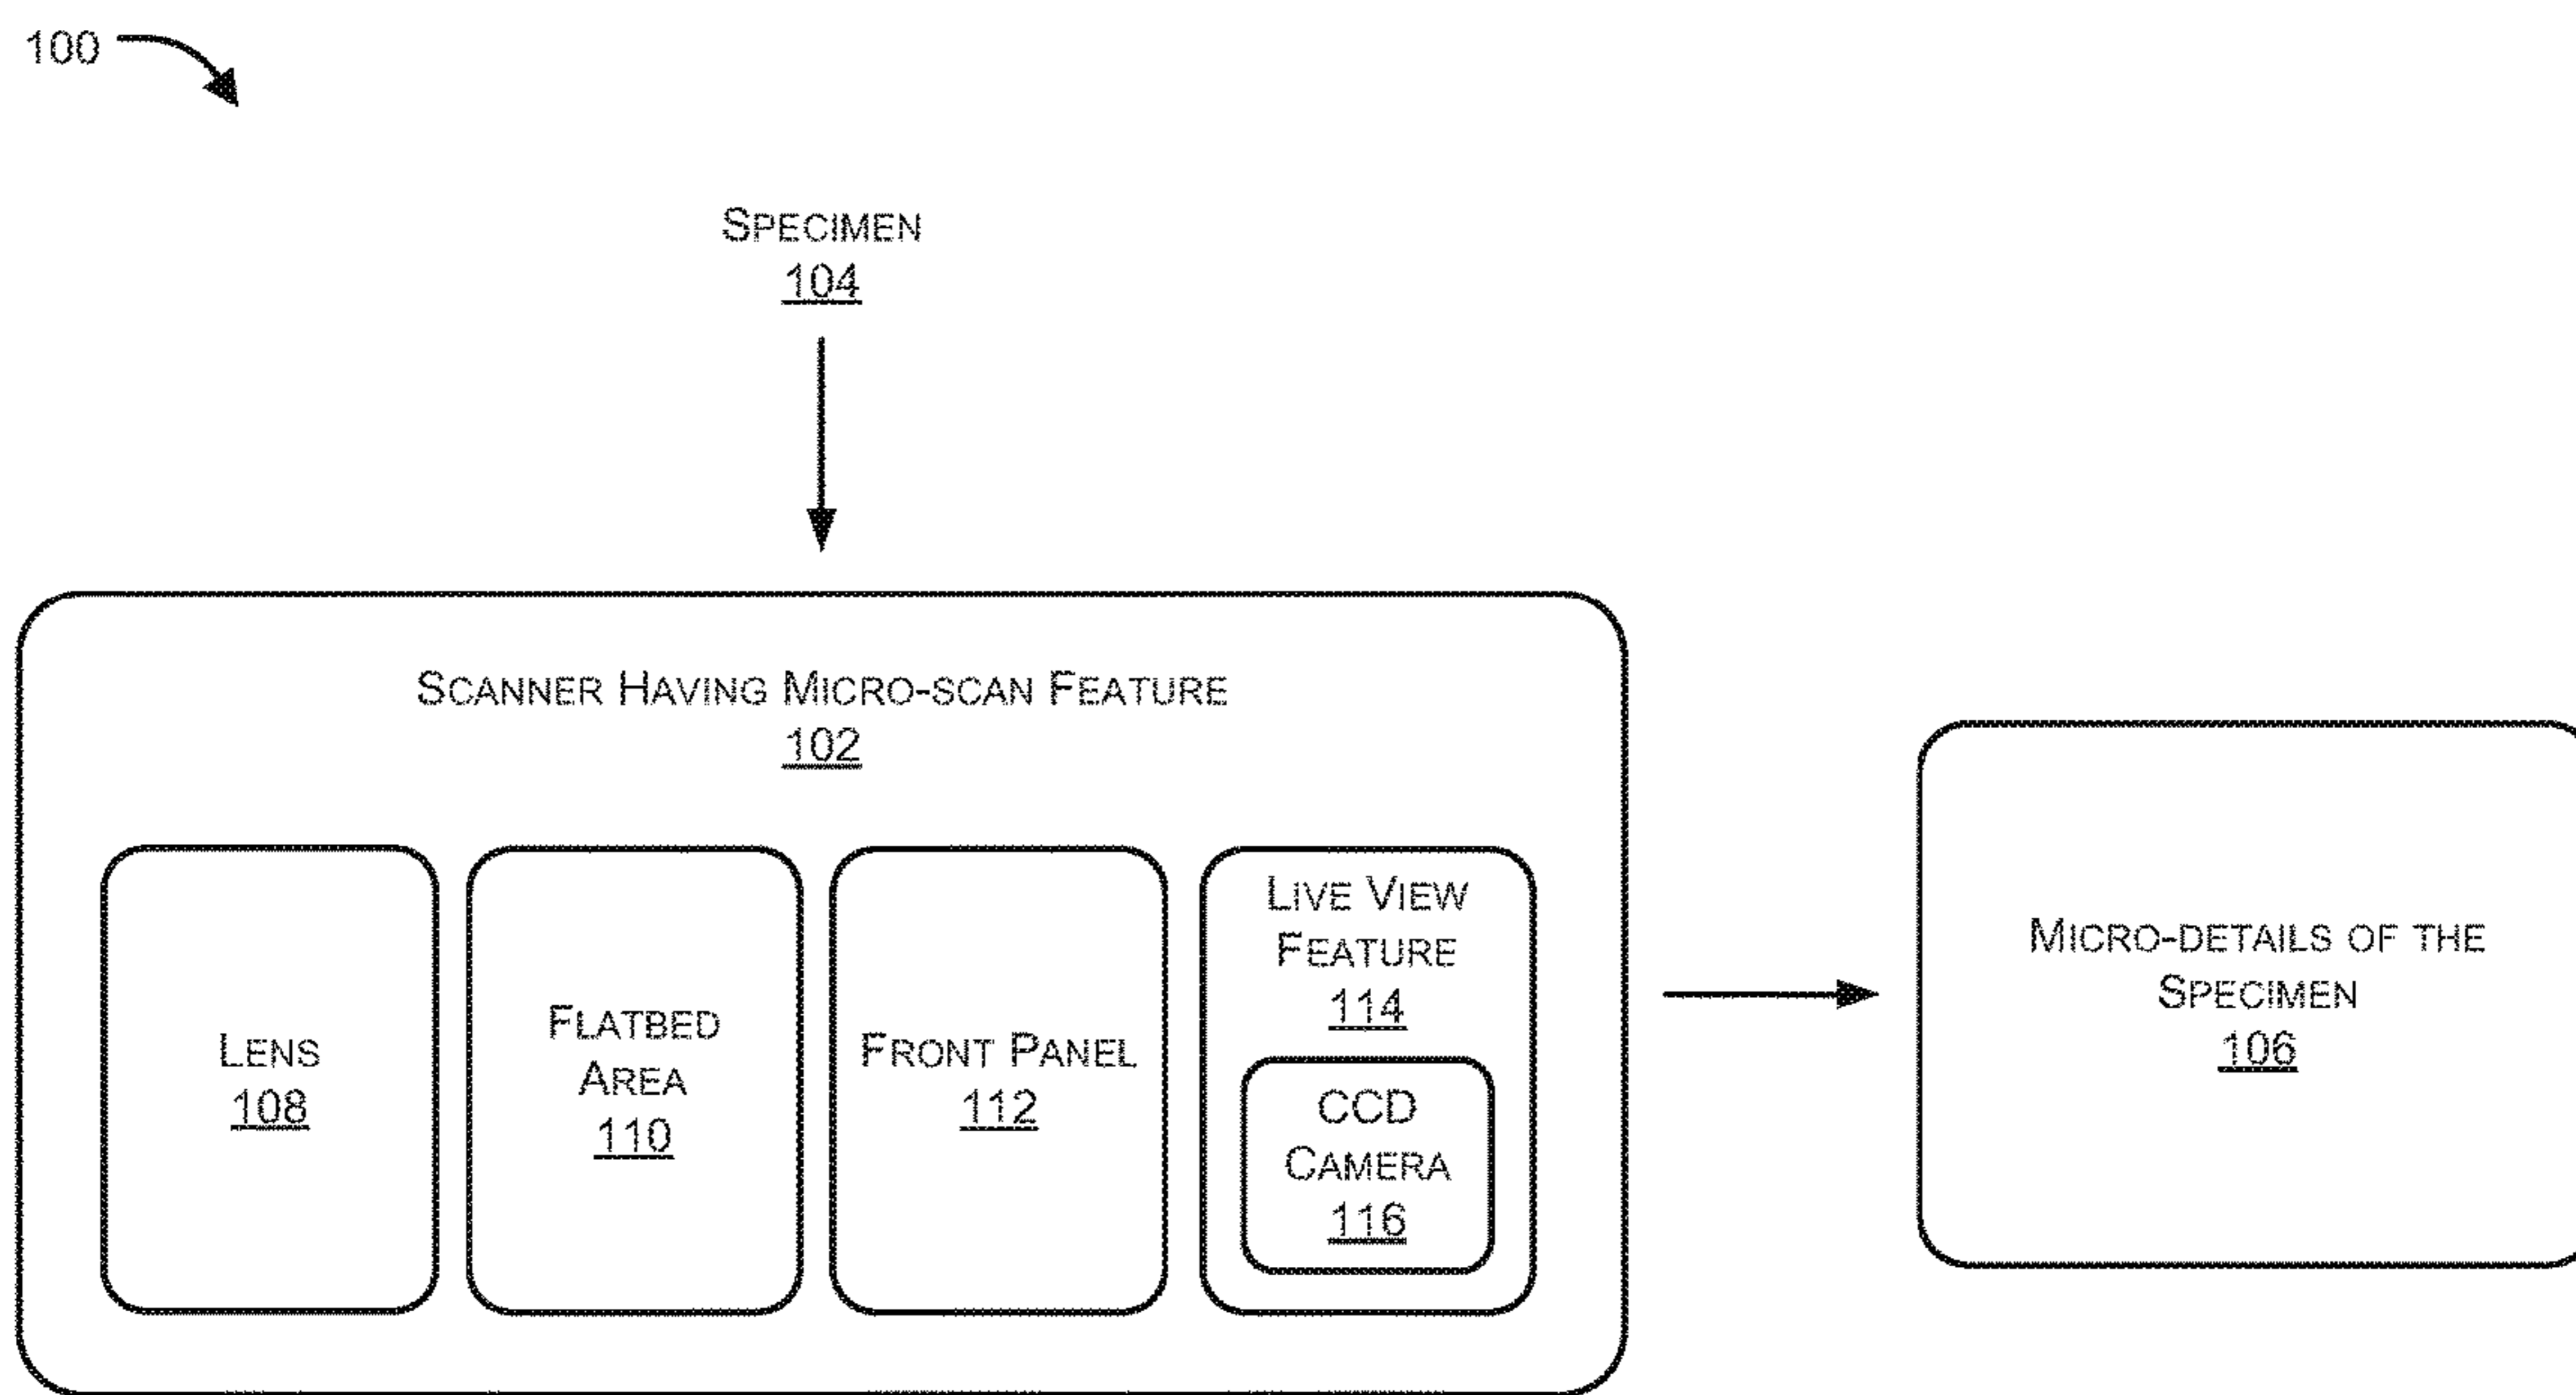 100
SPECIMEN
104
SCANNER HAVING MICRO-SCAN FEATURE
102
LENS
108
FLATBED
AREA
110
FRONT PANEL
112
LIVE VIEW
FEATURE
114
CCD
CAMERA
116
MICRO-DETAILS OF THE
SPECIMEN
106